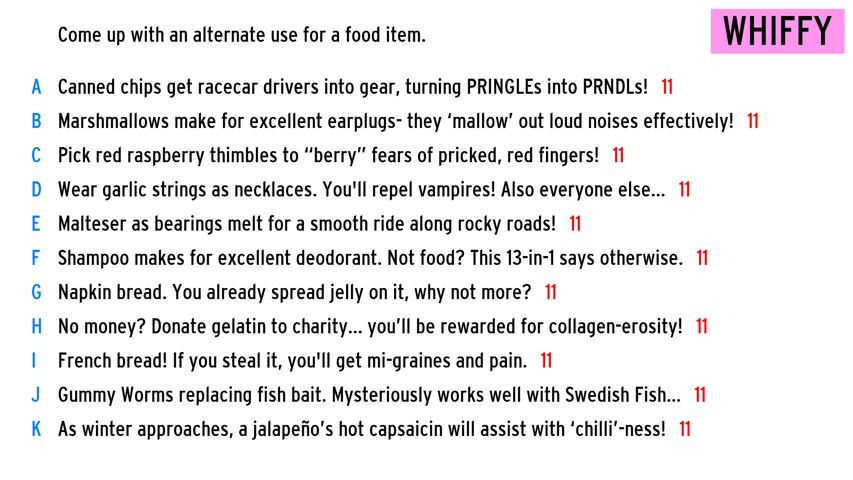 Come up with an alternate use for a food item.
WHIFFY
A Canned chips get racecar drivers into gear, turning PRINGLEs into PRNDLs! 11
B Marshmallows make for excellent earplugs- they ‘mallow’ out loud noises effectively! 11
C Pick red raspberry thimbles to “berry” fears of pricked, red fingers! 11
D Wear garlic strings as necklaces. You'll repel vampires! Also everyone else... 11
E Malteser as bearings melt for a smooth ride along rocky roads! 11
F Shampoo makes for excellent deodorant. Not food? This 13-in-1 says otherwise. 11
G Napkin bread. You already spread jelly on it, why not more? 11
H No money? Donate gelatin to charity... you’ll be rewarded for collagen-erosity! 11
I French bread! If you steal it, you'll get mi-graines and pain. 11
J Gummy Worms replacing fish bait. Mysteriously works well with Swedish Fish... 11
K As winter approaches, a jalapeño’s hot capsaicin will assist with ‘chilli’-ness! 11